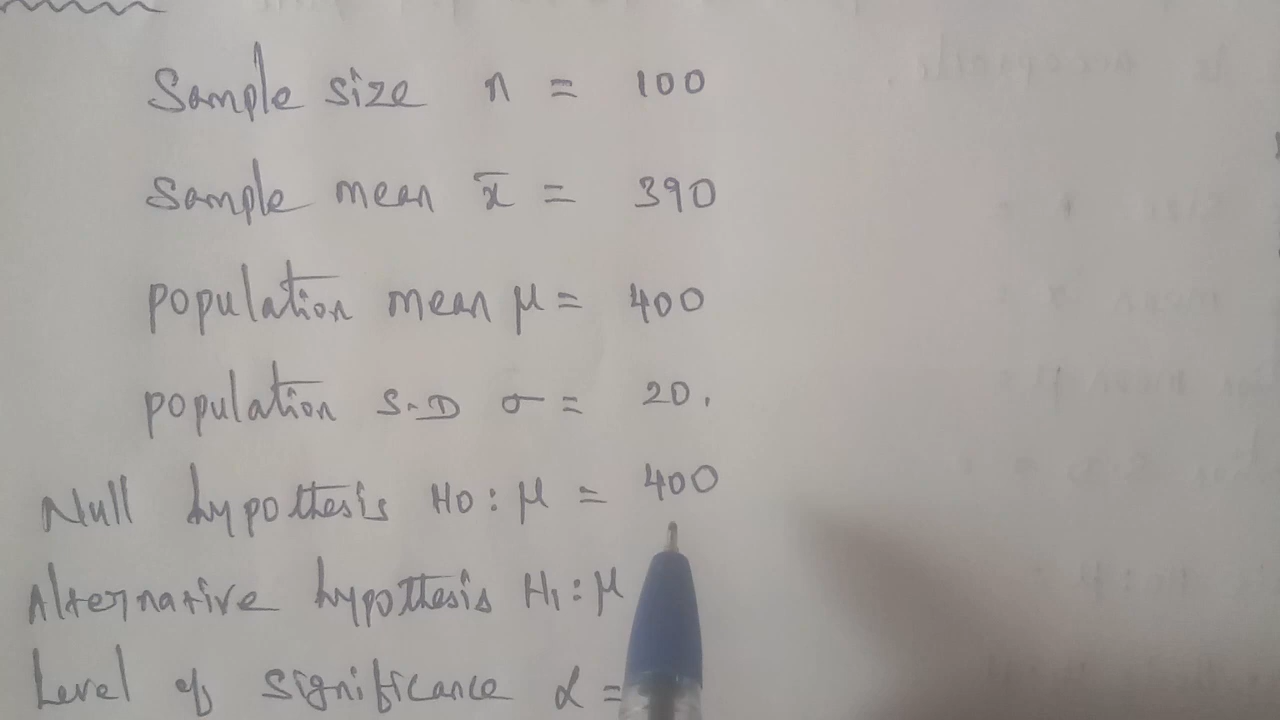 Sample size n = 100
Sample mean x̄ = 390
population mean μ = 400
population S.D σ = 20.
Null hypothesis H0 : μ = 400
Alternative hypothesis H1 : μ
Level of significance α =